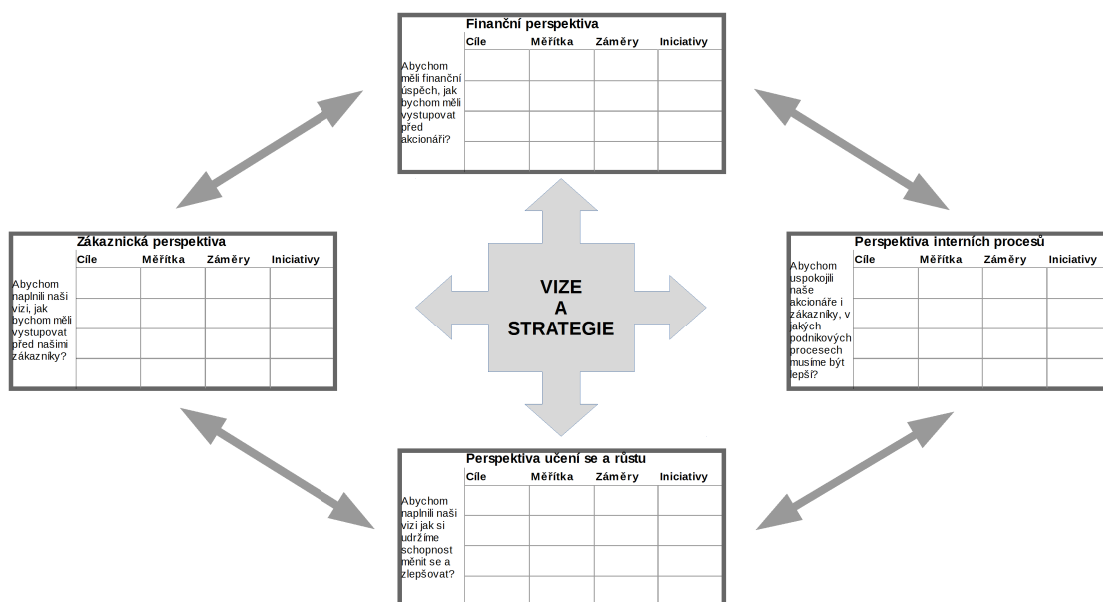 Finanční perspektiva
Cíle Měřítka Záměry Iniciativy
Abychom
měli finanční
úspěch, jak
bychom měli
vystupovat
před
akcionáři?
Zákaznická perspektiva
Cíle Měřítka Záměry Iniciativy
Abychom
naplnili naši
vizi, jak
bychom měli
vystupovat
před našimi
zákazníky?
VIZE
A
STRATEGIE
Perspektiva interních procesů
Cíle Měřítka Záměry Iniciativy
Abychom
uspokojili
naše
akcionáře i
zákazníky, v
jakých
podnikových
procesech
musíme být
lepší?
Perspektiva učení se a růstu
Cíle Měřítka Záměry Iniciativy
Abychom
naplnili naši
vizi jak si
udržíme
schopnost
měnit se a
zlepšovat?